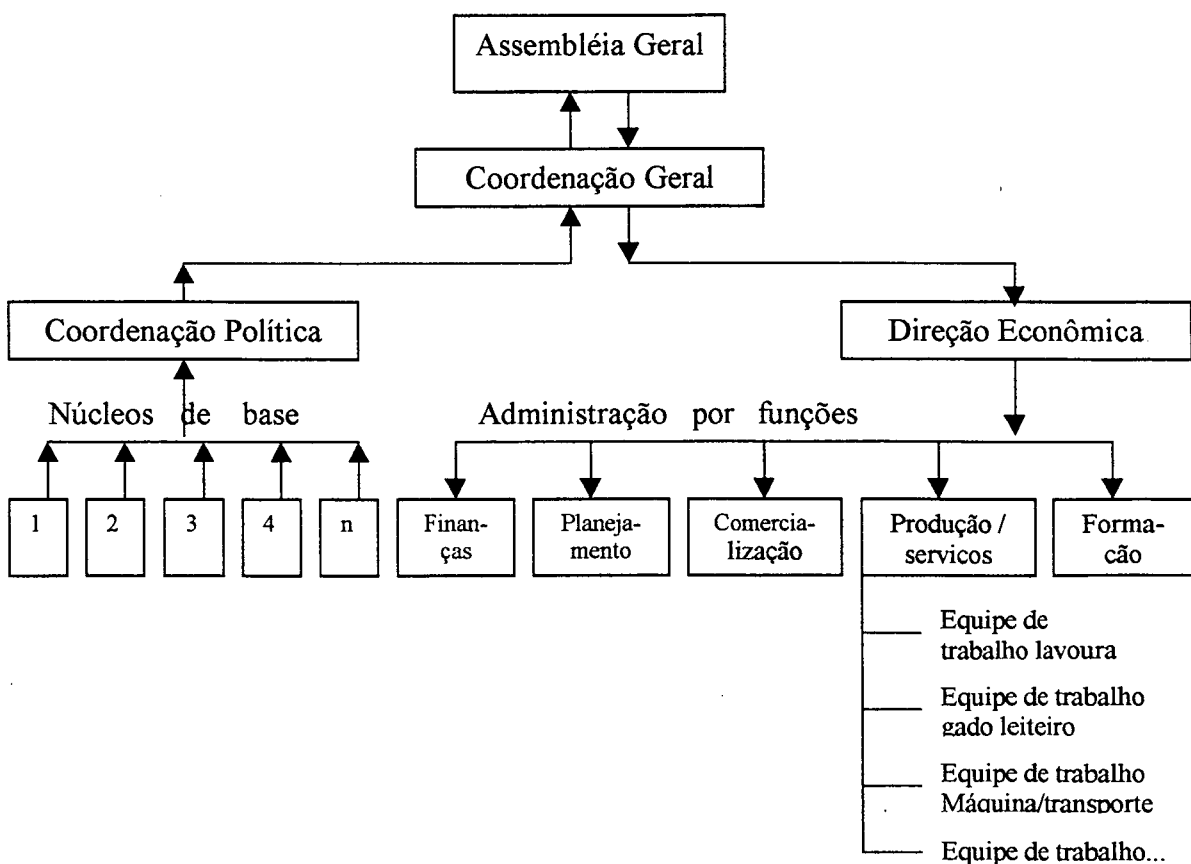 Assembléia Geral
Coordenação Geral
Coordenação Política
Direção Econômica
Núcleos de base
Administração por funções
1
2
3
4
n
Finan-
ças
Planeja-
mento
Comercia-
lização
Produção /
servicos
Forma-
cão
Equipe de
trabalho lavoura
Equipe de trabalho
gado leiteiro
Equipe de trabalho
Máquina/transporte
Equipe de trabalho...